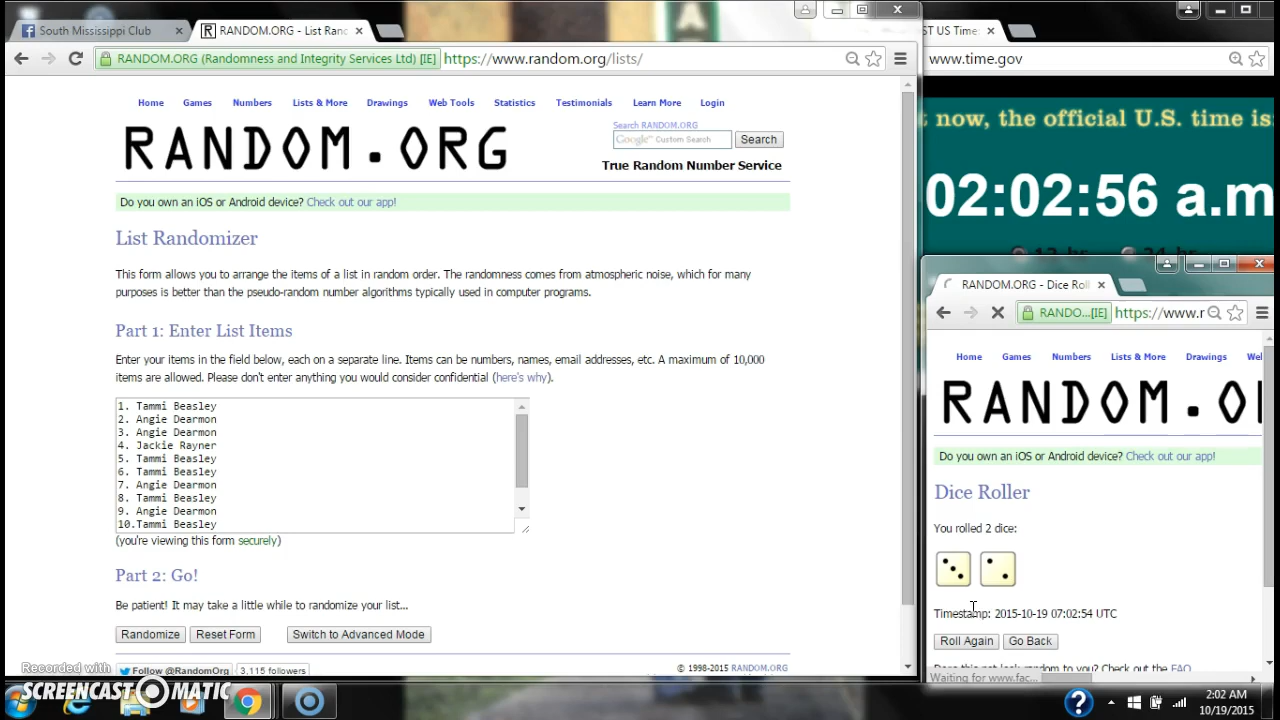 South Mississippi Club
RANDOM.ORG - List Ranc
ST US Time:
RANDOM.ORG (Randomness and Integrity Services Ltd) [IE]
https://www.random.org/lists/
www.time.gov
Home Games Numbers Lists & More Drawings Web Tools Statistics Testimonials Learn More Login
RANDOM.ORG
Search RANDOM.ORG
Google™ Custom Search
Search
True Random Number Service
Do you own an iOS or Android device? Check out our app!
List Randomizer
This form allows you to arrange the items of a list in random order. The randomness comes from atmospheric noise, which for many
purposes is better than the pseudo-random number algorithms typically used in computer programs.
Part 1: Enter List Items
Enter your items in the field below, each on a separate line. Items can be numbers, names, email addresses, etc. A maximum of 10,000
items are allowed. Please don't enter anything you would consider confidential (here's why).
1. Tammi Beasley
2. Angie Dearmon
3. Angie Dearmon
4. Jackie Rayner
5. Tammi Beasley
6. Tammi Beasley
7. Angie Dearmon
8. Tammi Beasley
9. Angie Dearmon
10.Tammi Beasley
(you're viewing this form securely)
Part 2: Go!
Be patient! It may take a little while to randomize your list...
Randomize
Reset Form
Switch to Advanced Mode
Follow @RandomOrg
3,115 followers
© 1998-2015 RANDOM.ORG
now, the official U.S. time is:
02:02:56 a.m
RANDOM.ORG - Dice Roll
RANDO...[IE]
https://www.r
Home Games Numbers Lists & More Drawings Wel
RANDOM.O
Do you own an iOS or Android device? Check out our app!
Dice Roller
You rolled 2 dice:
Timestamp: 2015-10-19 07:02:54 UTC
Roll Again
Go Back
Does this not look random to you? Check out the FAQ
Waiting for www.fac...
Recorded with
SCREENCAST-O-MATIC
2:02 AM
10/19/2015